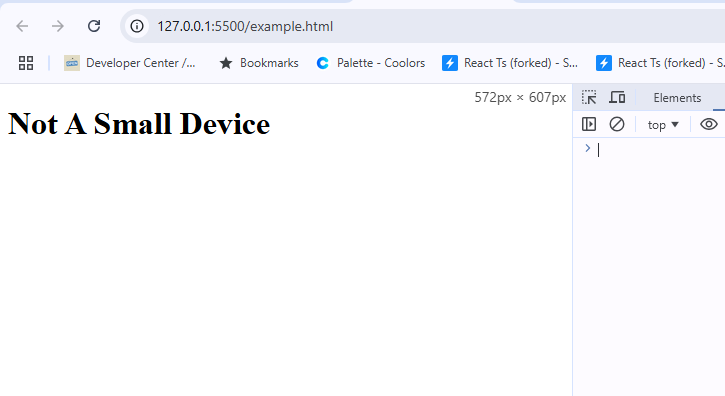 127.0.0.1:5500/example.html
Developer Center /... Bookmarks Palette - Coolors React Ts (forked) - S... React Ts (forked) - S...
572px × 607px Elements
Not A Small Device
top